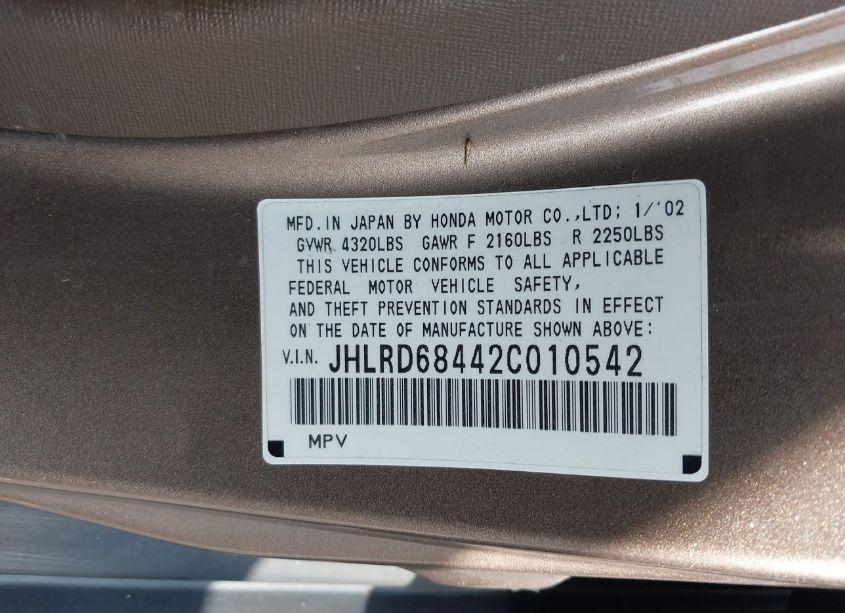 MFD.IN JAPAN BY HONDA MOTOR CO.,LTD; 1/'02
GVWR 4320LBS GAWR F 2160LBS R 2250LBS
THIS VEHICLE CONFORMS TO ALL APPLICABLE
FEDERAL MOTOR VEHICLE SAFETY,
AND THEFT PREVENTION STANDARDS IN EFFECT
ON THE DATE OF MANUFACTURE SHOWN ABOVE:
V.I.N. JHLRD68442C010542
MPV